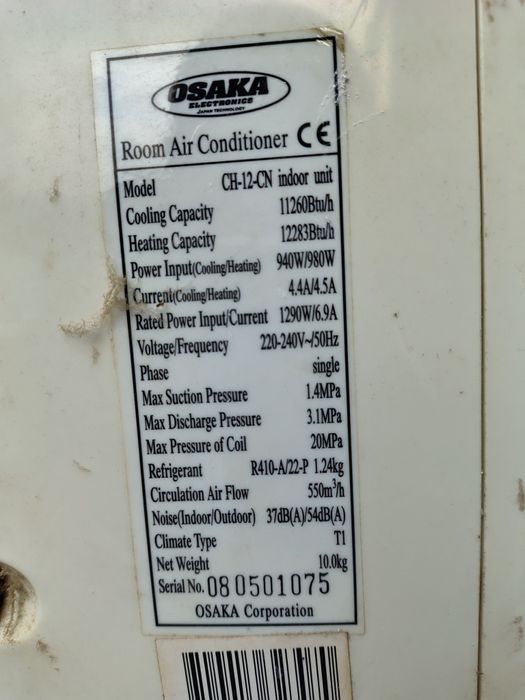 OSAKA
ELECTRONICS
JAPAN TECHNOLOGY
Room Air Conditioner CE
Model CH-12-CN indoor unit
Cooling Capacity 11260Btu/h
Heating Capacity 12283Btu/h
Power Input(Cooling/Heating) 940W/980W
Current(Cooling/Heating) 4.4A/4.5A
Rated Power Input/Current 1290W/6.9A
Voltage/Frequency 220-240V~/50Hz
Phase single
Max Suction Pressure 1.4MPa
Max Discharge Pressure 3.1MPa
Max Pressure of Coil 20MPa
Refrigerant R410-A/22-P 1.24kg
Circulation Air Flow 550m³/h
Noise(Indoor/Outdoor) 37dB(A)/54dB(A)
Climate Type T1
Net Weight 10.0kg
Serial No. 080501075
OSAKA Corporation